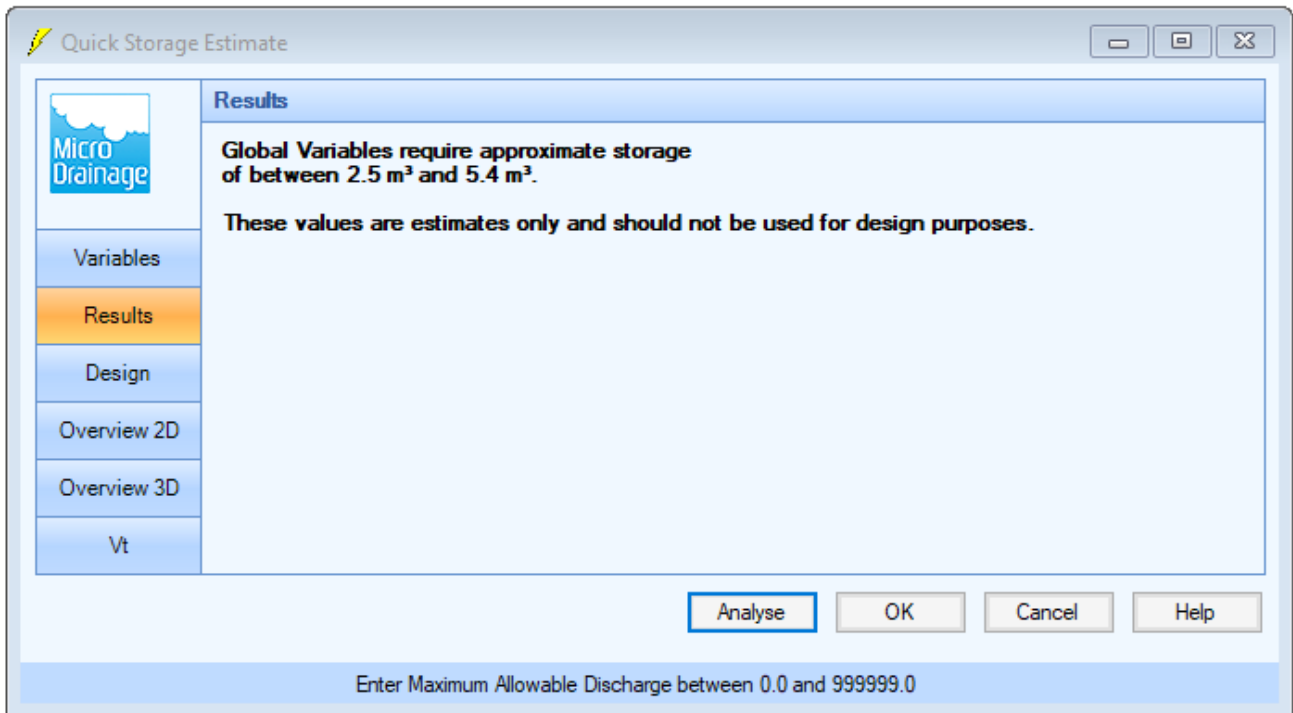 Quick Storage Estimate
Micro
Drainage
Results
Global Variables require approximate storage
of between 2.5 m³ and 5.4 m³.
These values are estimates only and should not be used for design purposes.
Variables
Results
Design
Overview 2D
Overview 3D
Vt
Analyse
OK
Cancel
Help
Enter Maximum Allowable Discharge between 0.0 and 999999.0